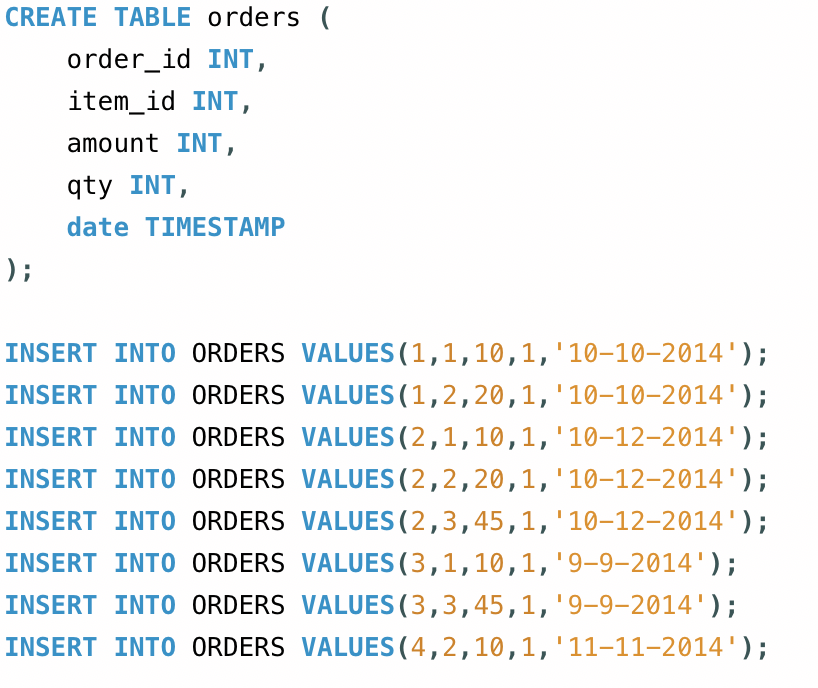 CREATE TABLE orders (
    order_id INT,
    item_id INT,
    amount INT,
    qty INT,
    date TIMESTAMP
);

INSERT INTO ORDERS VALUES(1,1,10,1,'10-10-2014');
INSERT INTO ORDERS VALUES(1,2,20,1,'10-10-2014');
INSERT INTO ORDERS VALUES(2,1,10,1,'10-12-2014');
INSERT INTO ORDERS VALUES(2,2,20,1,'10-12-2014');
INSERT INTO ORDERS VALUES(2,3,45,1,'10-12-2014');
INSERT INTO ORDERS VALUES(3,1,10,1,'9-9-2014');
INSERT INTO ORDERS VALUES(3,3,45,1,'9-9-2014');
INSERT INTO ORDERS VALUES(4,2,10,1,'11-11-2014');